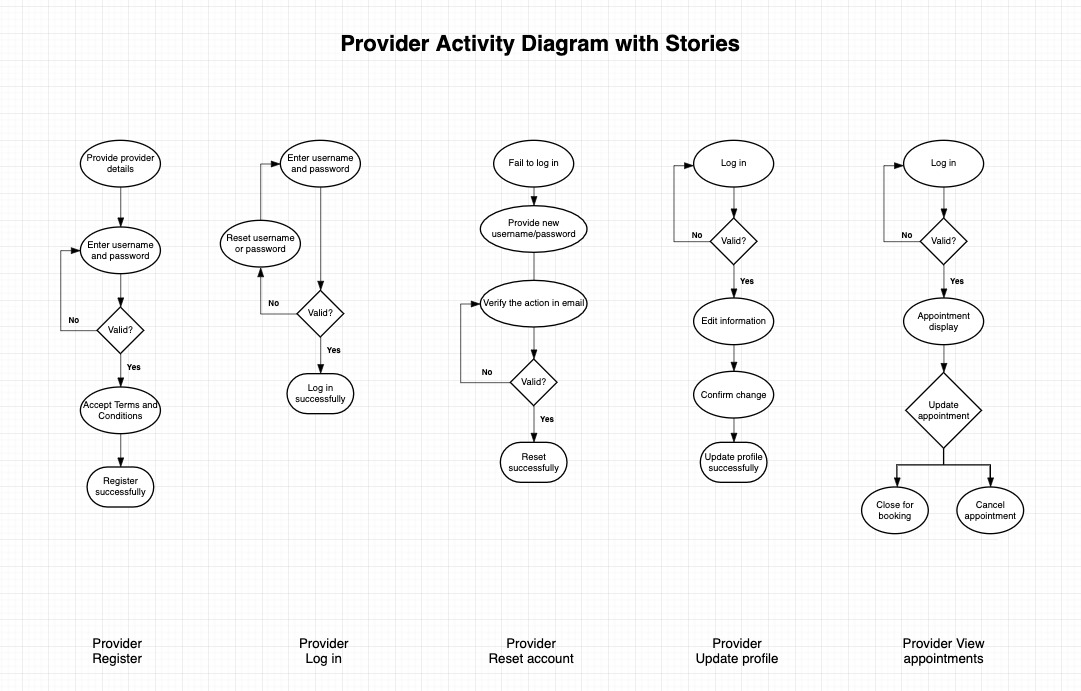 Provider Activity Diagram with Stories
Provide provider
details
Enter username
and password
No
Valid?
Yes
Accept Terms and
Conditions
Register
successfully
Provider
Register
Enter username
and password
Reset username
or password
No
Valid?
Yes
Log in
successfully
Provider
Log in
Fail to log in
Provide new
username/password
Verify the action in email
No
Valid?
Yes
Reset
successfully
Provider
Reset account
Log in
No
Valid?
Yes
Edit information
Confirm change
Update profile
successfully
Provider
Update profile
Log in
No
Valid?
Yes
Appointment
display
Update
appointment
Close for
booking
Cancel
appointment
Provider View
appointments